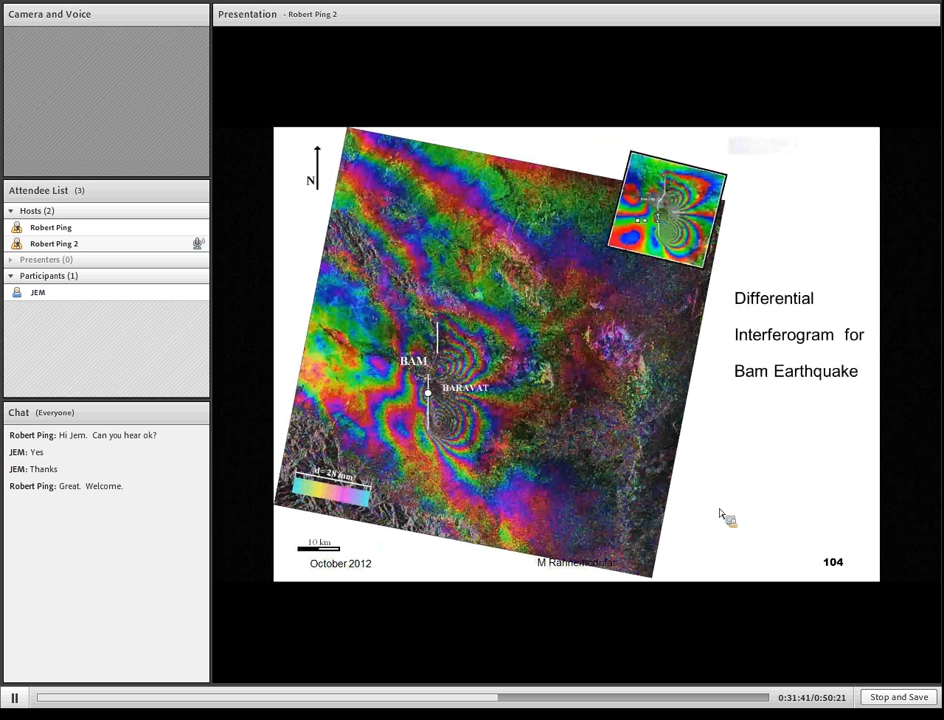 Camera and Voice
Attendee List (3)
Hosts (2)
Robert Ping
Robert Ping 2
Presenters (0)
Participants (1)
JEM
Chat (Everyone)
Robert Ping: Hi Jem. Can you hear ok?
JEM: Yes
JEM: Thanks
Robert Ping: Great. Welcome.
Presentation - Robert Ping 2
N
BAM
BARAVAT
d= 28 mm
10 km
Differential
Interferogram for
Bam Earthquake
October 2012
M
104
0:31:41/0:50:21
Stop and Save